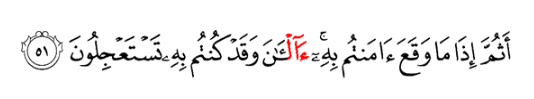 أَثُمَّ إِذَا مَا وَقَعَ ءَامَنتُم بِهِۦٓۚ ءَآلْـَٔـٰنَ وَقَدْ كُنتُم بِهِۦ تَسْتَعْجِلُونَ ٥١